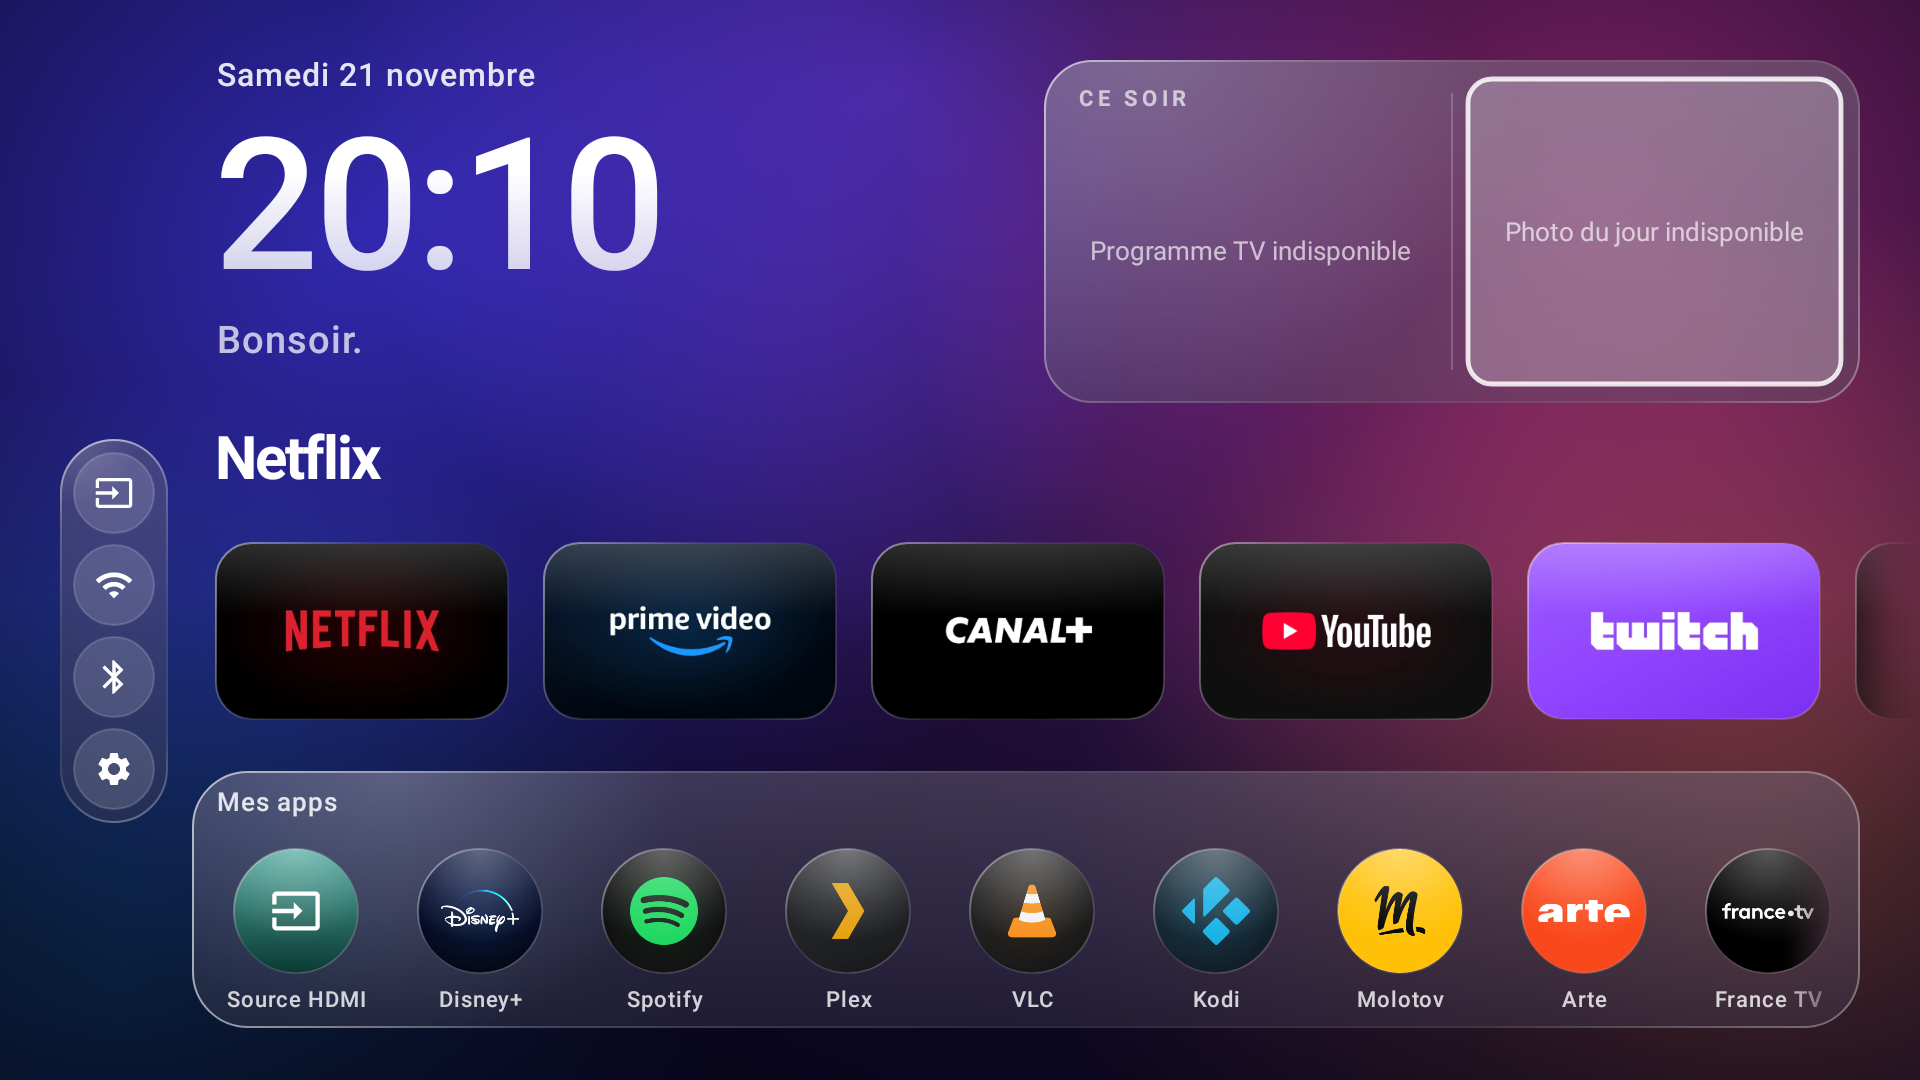 Samedi 21 novembre
20:10
Bonsoir.
CE SOIR
Programme TV indisponible
Photo du jour indisponible
Netflix
NETFLIX
prime video
CANAL+
YouTube
twitch
Mes apps
Disney+
M.
arte
france•tv
Source HDMI
Disney+
Spotify
Plex
VLC
Kodi
Molotov
Arte
France TV